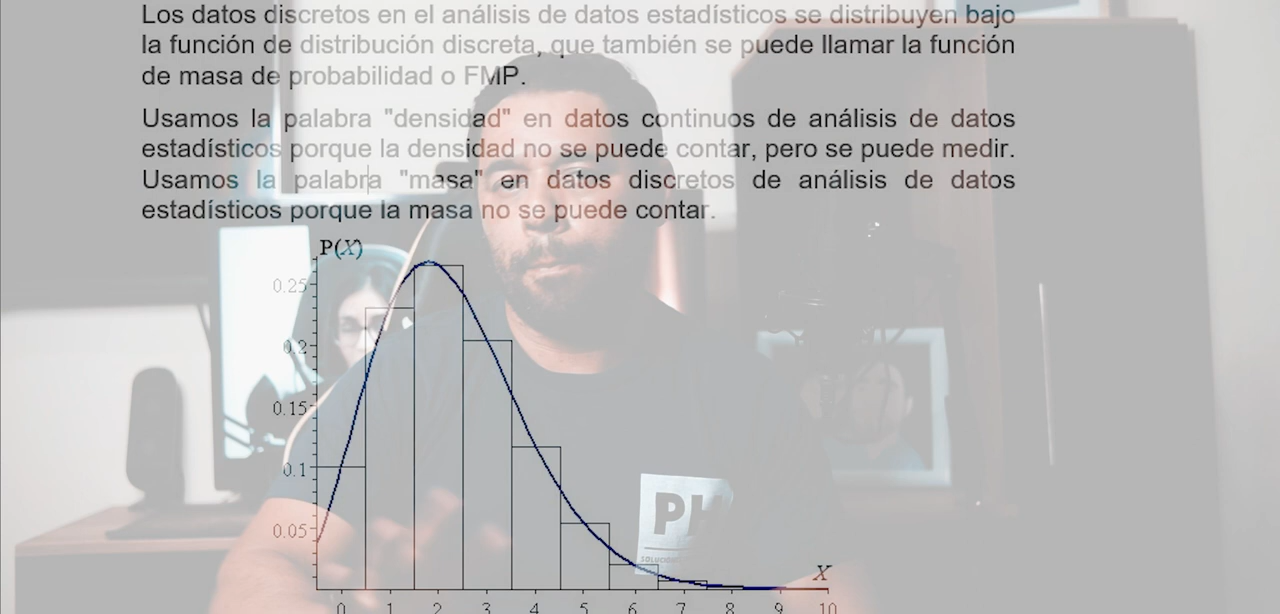 Los datos discretos en el análisis de datos estadísticos se distribuyen bajo
la función de distribución discreta, que también se puede llamar la función
de masa de probabilidad o FMP.
Usamos la palabra "densidad" en datos continuos de análisis de datos
estadísticos porque la densidad no se puede contar, pero se puede medir.
Usamos la palabra "masa" en datos discretos de análisis de datos
estadísticos porque la masa no se puede contar.
P(X)
0.25
0.2
0.15
0.1
0.05
X
0 1 2 3 4 5 6 7 8 9 10
PH